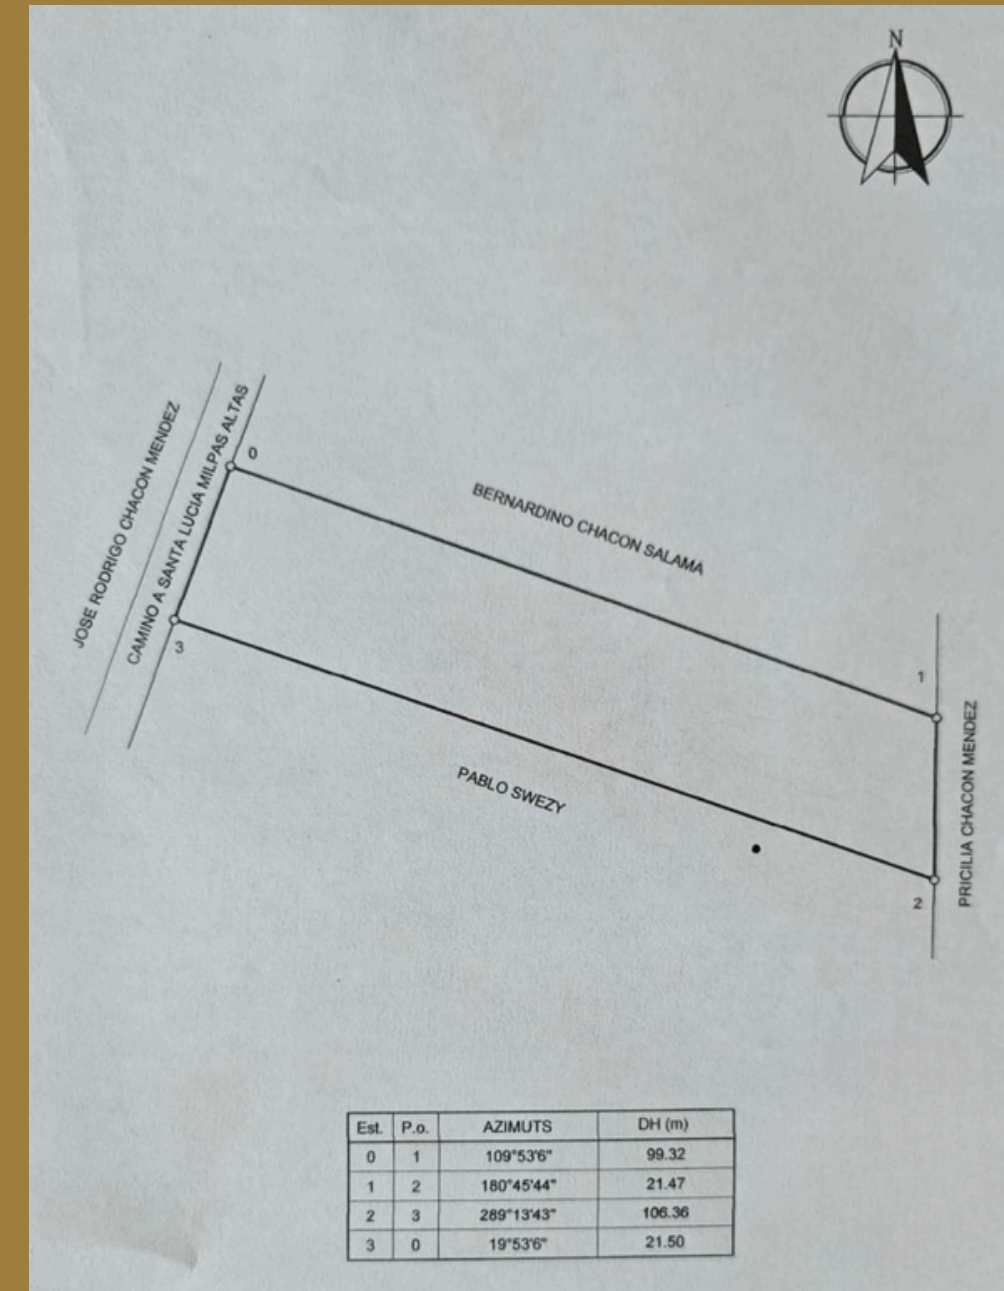 N
JOSE RODRIGO CHACON MENDEZ
CAMINO A SANTA LUCIA MILPAS ALTAS
0
BERNARDINO CHACON SALAMA
3
1
PABLO SWEZY
PRICILIA CHACON MENDEZ
2
Est. P.o. AZIMUTS DH (m)
0 1 109°53'6" 99.32
1 2 180°45'44" 21.47
2 3 289°13'43" 106.36
3 0 19°53'6" 21.50